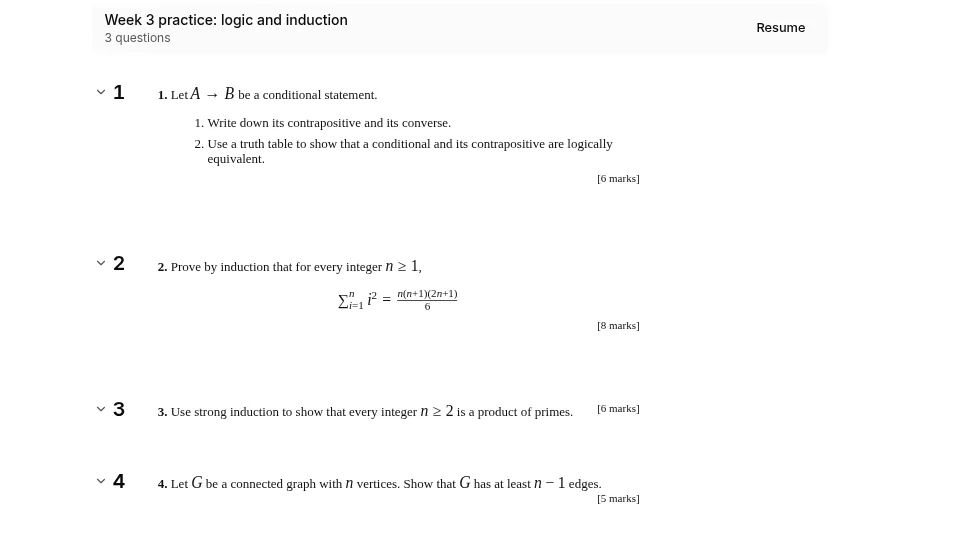 Week 3 practice: logic and induction
3 questions
Resume
1
1. Let A → B be a conditional statement.
1. Write down its contrapositive and its converse.
2. Use a truth table to show that a conditional and its contrapositive are logically
equivalent.
[6 marks]
2
2. Prove by induction that for every integer n ≥ 1,
∑ⁿᵢ₌₁ i² = n(n+1)(2n+1)/6
[8 marks]
3
3. Use strong induction to show that every integer n ≥ 2 is a product of primes.
[6 marks]
4
4. Let G be a connected graph with n vertices. Show that G has at least n − 1 edges.
[5 marks]